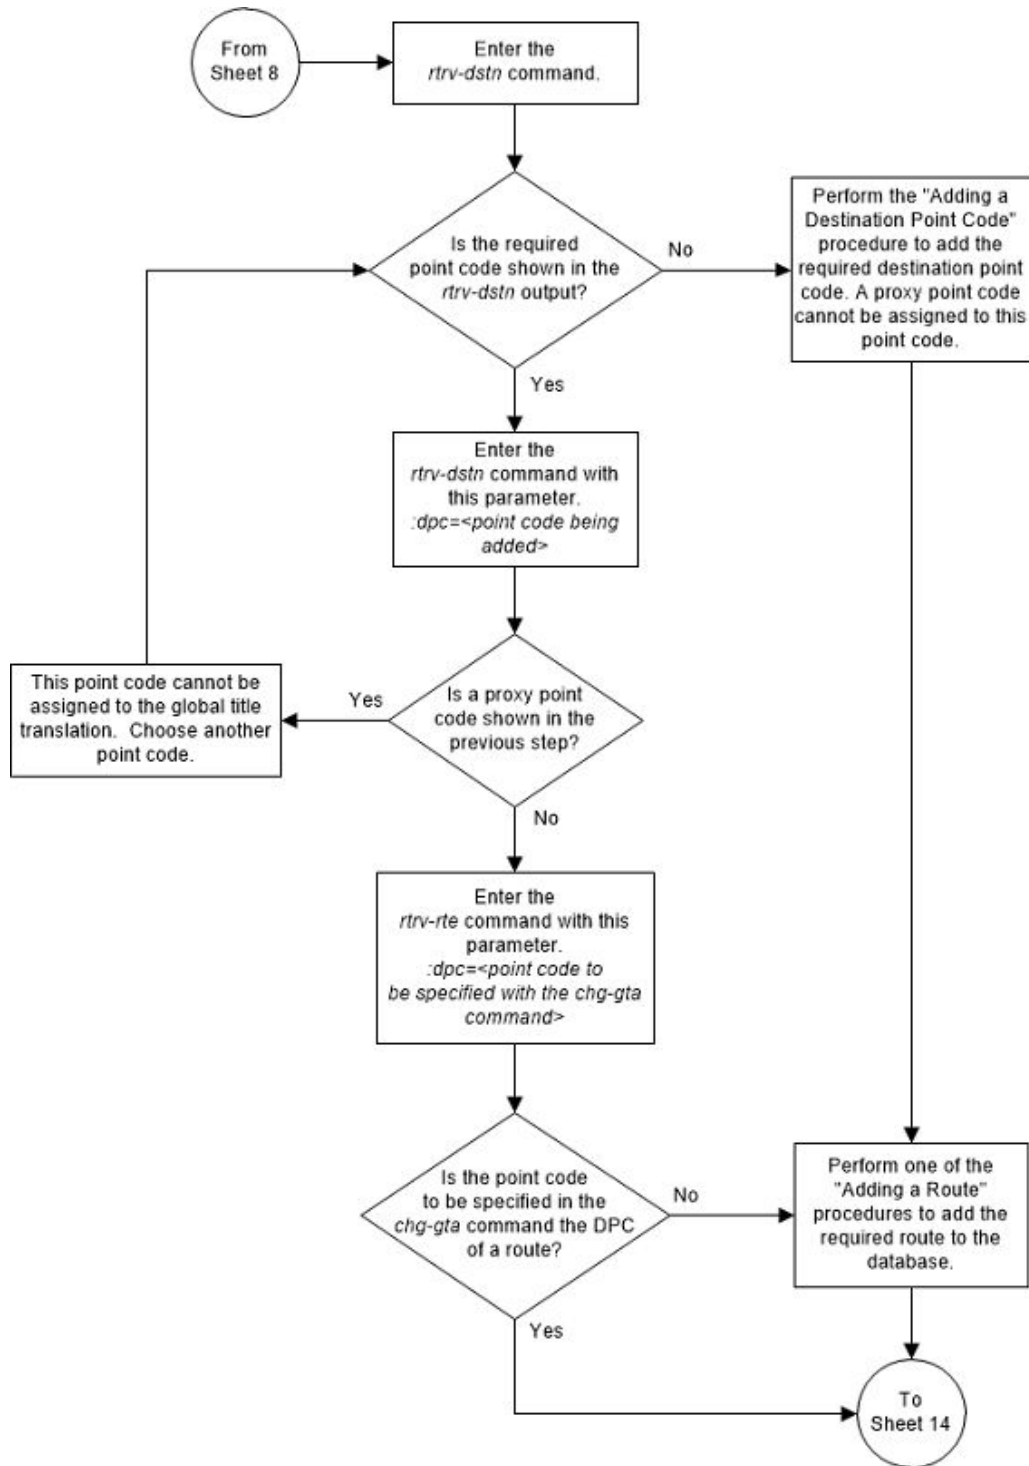 From
Sheet 8
Enter the
rtrv-dstn command.
Is the required
point code shown in the
rtrv-dstn output?
No
Perform the "Adding a
Destination Point Code"
procedure to add the
required destination point
code. A proxy point code
cannot be assigned to this
point code.
Yes
Enter the
rtrv-dstn command with
this parameter.
:dpc=<point code being
added>
This point code cannot be
assigned to the global title
translation.  Choose another
point code.
Yes
Is a proxy point
code shown in the
previous step?
No
Enter the
rtrv-rte command with this
parameter.
:dpc=<point code to
be specified with the chg-gta
command>
Is the point code
to be specified in the
chg-gta command the DPC
of a route?
No
Perform one of the
"Adding a Route"
procedures to add the
required route to the
database.
Yes
To
Sheet 14